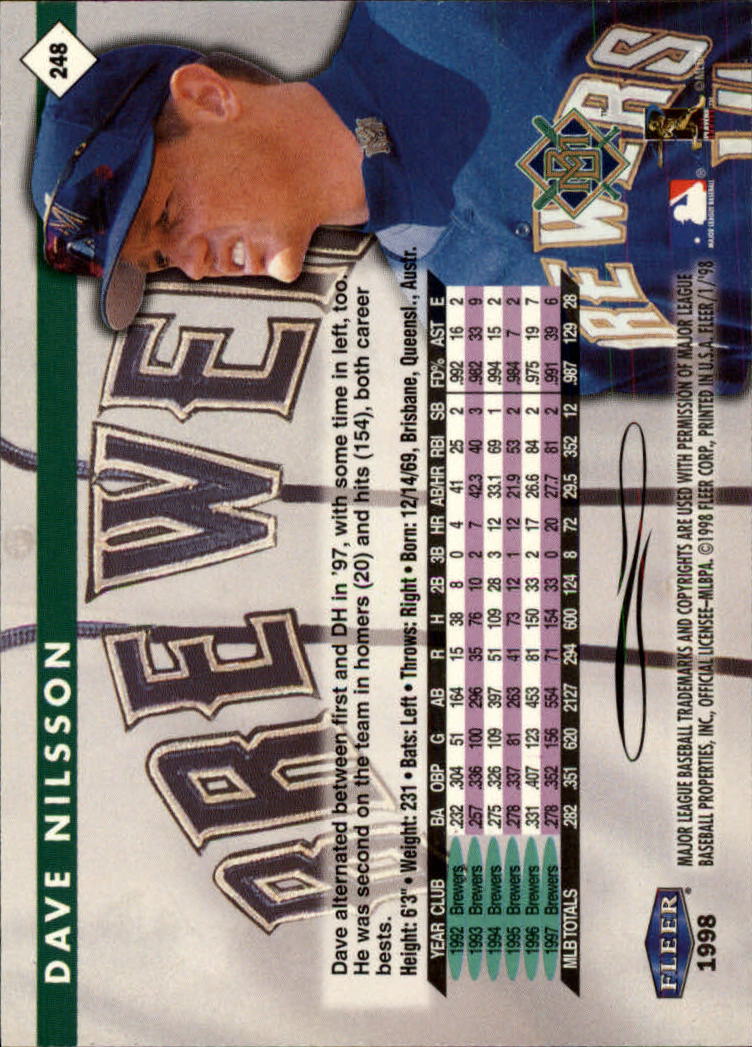 248
DAVE NILSSON
BREWERS
BREWERS
Dave alternated between first and DH in '97, with some time in left, too.
He was second on the team in homers (20) and hits (154), both career
bests.
Height: 6'3" • Weight: 231 • Bats: Left • Throws: Right • Born: 12/14/69, Brisbane, Queensl., Austr.
YEAR CLUB BA OBP G AB R H 2B 3B HR AB/HR RBI SB FD% AST E
1992 Brewers .232 .304 51 164 15 38 8 0 4 41 25 2 .992 16 2
1993 Brewers .257 .336 100 296 35 76 10 2 7 42.3 40 3 .982 33 9
1994 Brewers .275 .326 109 397 51 109 28 3 12 33.1 69 1 .994 15 2
1995 Brewers .278 .337 81 263 41 73 12 1 12 21.9 53 2 .984 7 2
1996 Brewers .331 .407 123 453 81 150 33 2 17 26.6 84 2 .975 19 7
1997 Brewers .278 .352 156 554 71 154 33 0 20 27.7 81 2 .991 39 6
MLB TOTALS .282 .351 620 2127 294 600 124 8 72 29.5 352 12 .987 129 28
FLEER®
1998
MAJOR LEAGUE BASEBALL TRADEMARKS AND COPYRIGHTS ARE USED WITH PERMISSION OF MAJOR LEAGUE
BASEBALL PROPERTIES, INC., OFFICIAL LICENSEE–MLBPA. ©1998 FLEER CORP., PRINTED IN U.S.A. FLEER/1/'98
MAJOR LEAGUE BASEBALL